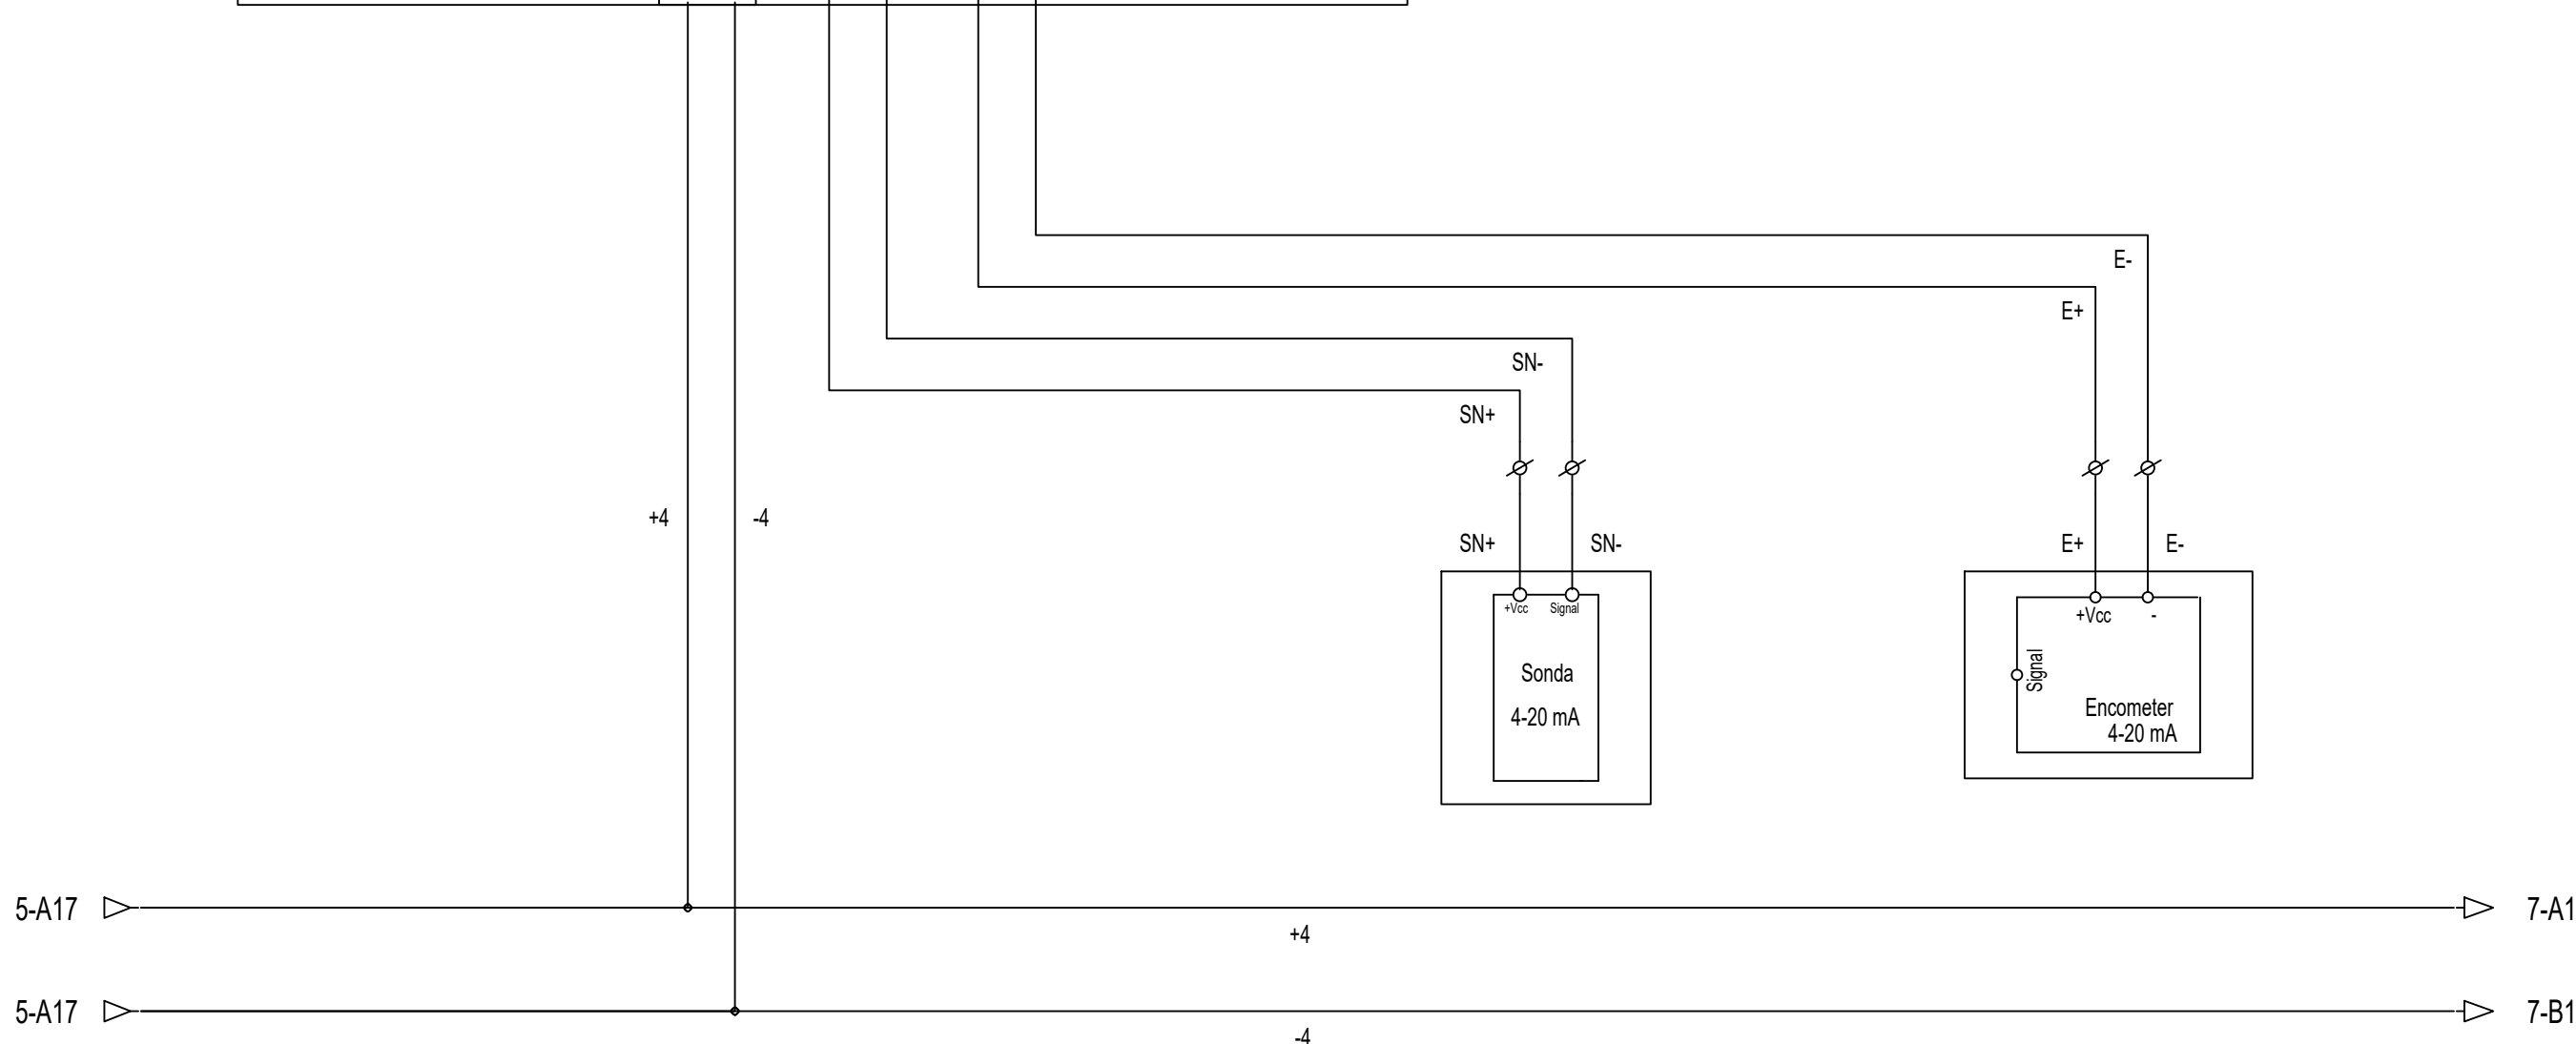 E-
E+
SN-
SN+
+4
-4
SN+
SN-
E+
E-
+Vcc
Signal
+Vcc
-
Signal
Sonda
4-20 mA
Encometer
4-20 mA
5-A17
7-A1
+4
5-A17
7-B1
-4